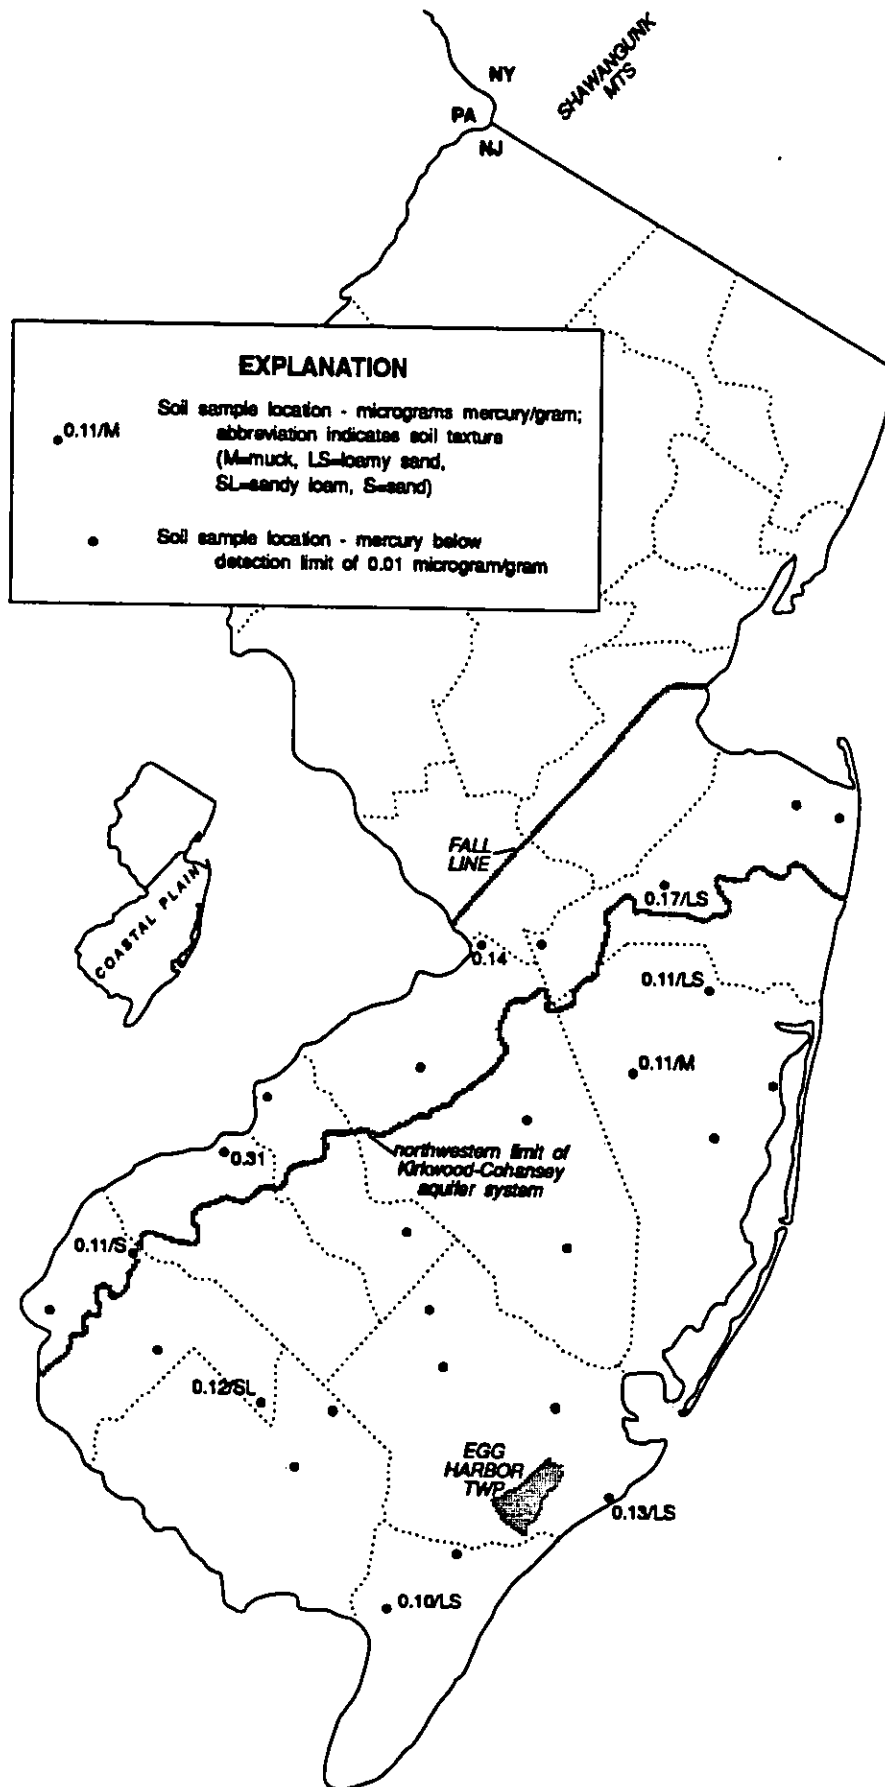 SHAWANGUNK
MTS
NY
PA
NJ
EXPLANATION
0.11/M
Soil sample location - micrograms mercury/gram;
abbreviation indicates soil texture
(M=muck, LS=loamy sand,
SL=sandy loam, S=sand)
Soil sample location - mercury below
detection limit of 0.01 microgram/gram
COASTAL PLAIN
FALL
LINE
0.17/LS
0.14
0.11/LS
0.11/M
northwestern limit of
Kirkwood-Cohansey
aquifer system
0.31
0.11/S
0.12/SL
EGG
HARBOR
TWP
0.13/LS
0.10/LS